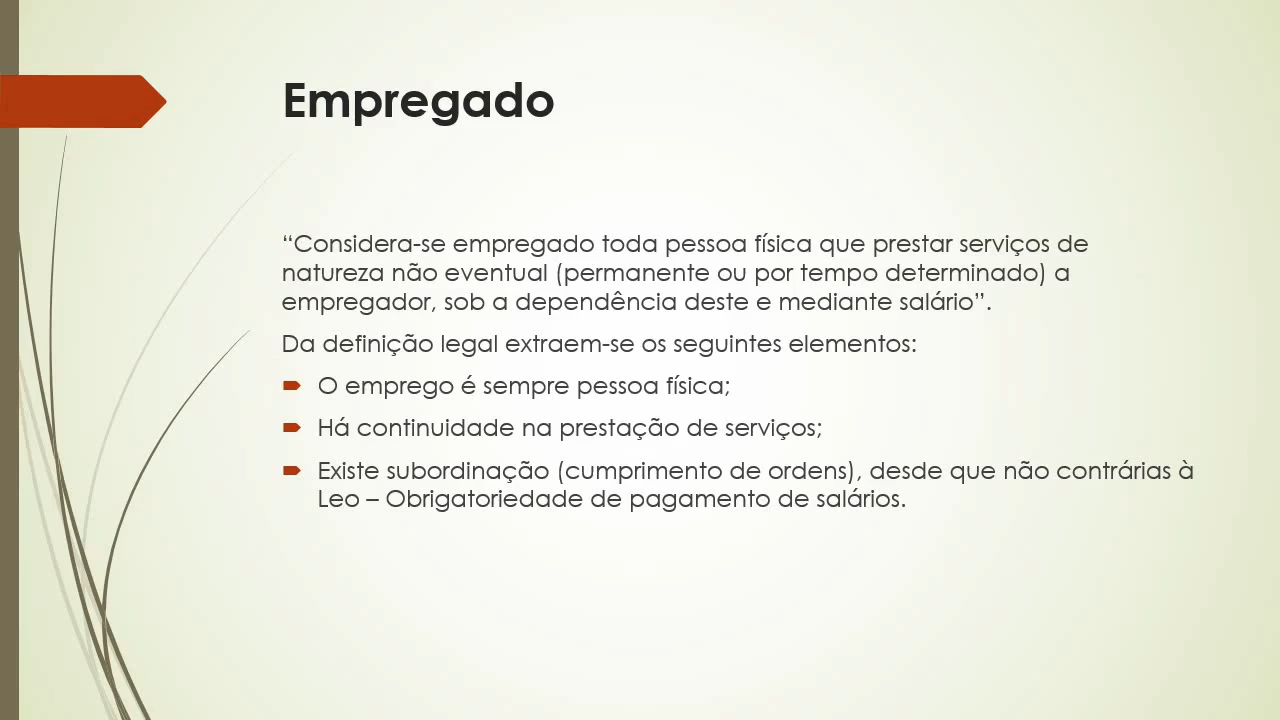 Empregado
“Considera-se empregado toda pessoa física que prestar serviços de
natureza não eventual (permanente ou por tempo determinado) a
empregador, sob a dependência deste e mediante salário”.
Da definição legal extraem-se os seguintes elementos:
O emprego é sempre pessoa física;
Há continuidade na prestação de serviços;
Existe subordinação (cumprimento de ordens), desde que não contrárias à
Leo – Obrigatoriedade de pagamento de salários.